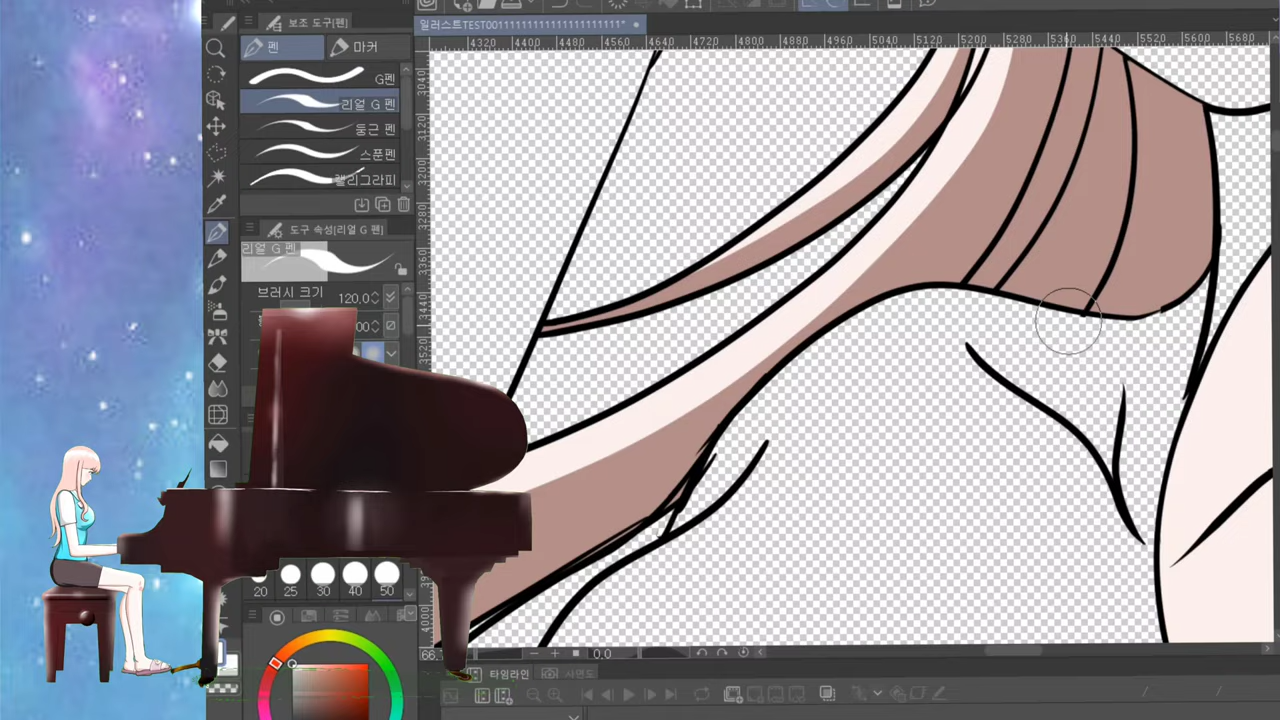 보조 도구[펜]
일러스트TEST001111111111111111111*
펜
마커
4320 4400 4480 4560 4640 4720 4800 4880 4960 5040 5120 5200 5280 5360 5440 5520 5600 5680
G펜
리얼 G 펜
둥근 펜
스푼펜
캘리그라피
도구 속성[리얼 G 펜]
리얼 G 펜
브러시 크기
120.0
20 25 30 40 50
0,0
타임라인